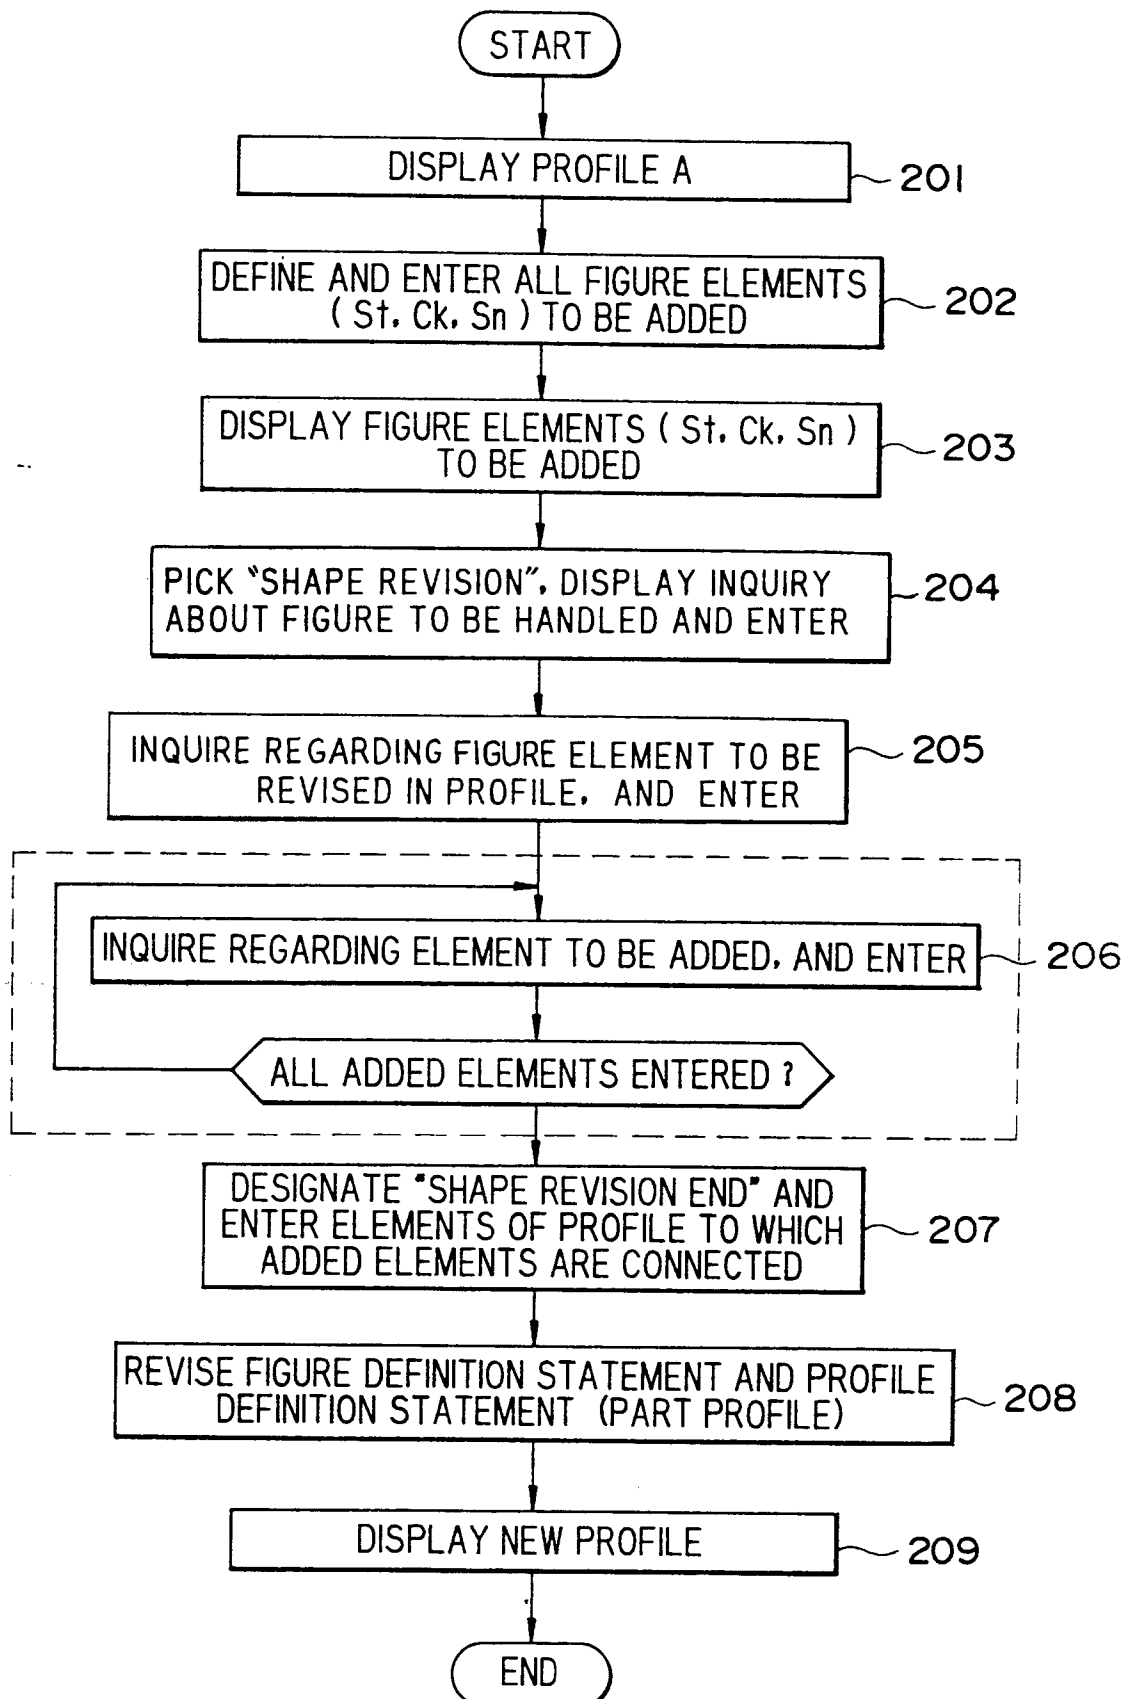 START
DISPLAY PROFILE A
201
DEFINE AND ENTER ALL FIGURE ELEMENTS
(St, Ck, Sn) TO BE ADDED
202
DISPLAY FIGURE ELEMENTS (St, Ck, Sn)
TO BE ADDED
203
PICK "SHAPE REVISION", DISPLAY INQUIRY
ABOUT FIGURE TO BE HANDLED AND ENTER
204
INQUIRE REGARDING FIGURE ELEMENT TO BE
REVISED IN PROFILE, AND ENTER
205
INQUIRE REGARDING ELEMENT TO BE ADDED, AND ENTER
206
ALL ADDED ELEMENTS ENTERED ?
DESIGNATE "SHAPE REVISION END" AND
ENTER ELEMENTS OF PROFILE TO WHICH
ADDED ELEMENTS ARE CONNECTED
207
REVISE FIGURE DEFINITION STATEMENT AND PROFILE
DEFINITION STATEMENT (PART PROFILE)
208
DISPLAY NEW PROFILE
209
END